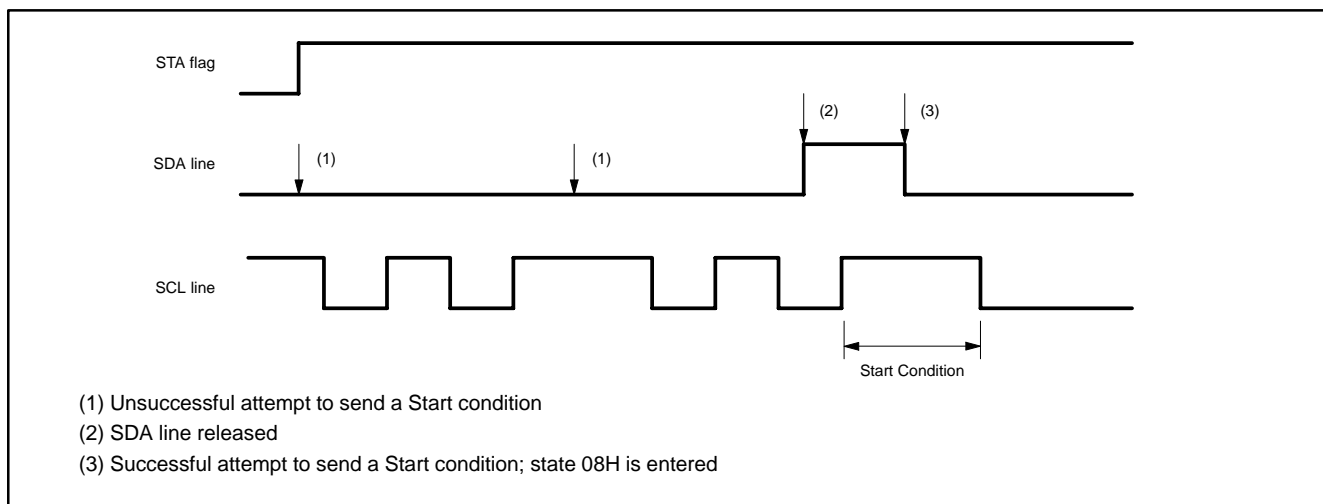 STA flag
(2)
(3)
SDA line
(1)
(1)
SCL line
Start Condition
(1) Unsuccessful attempt to send a Start condition
(2) SDA line released
(3) Successful attempt to send a Start condition; state 08H is entered